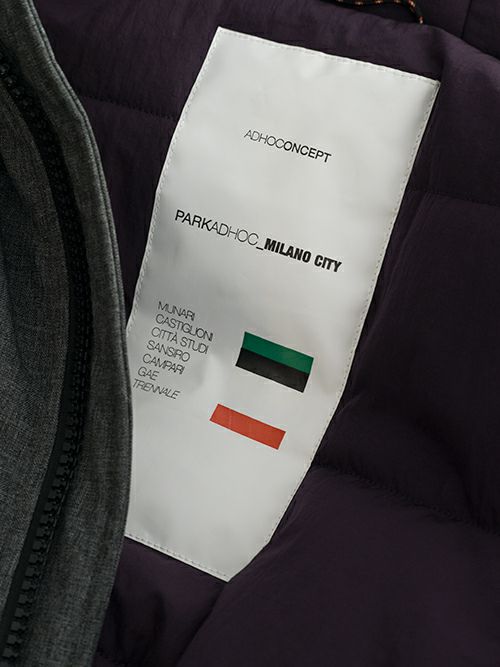 ADHOCONCEPT
PARKADHOC_MILANO CITY
MUNARI
CASTIGLIONI
CITTÀ STUDI
SANSIRO
CAMPARI
GAE
TRIENNALE